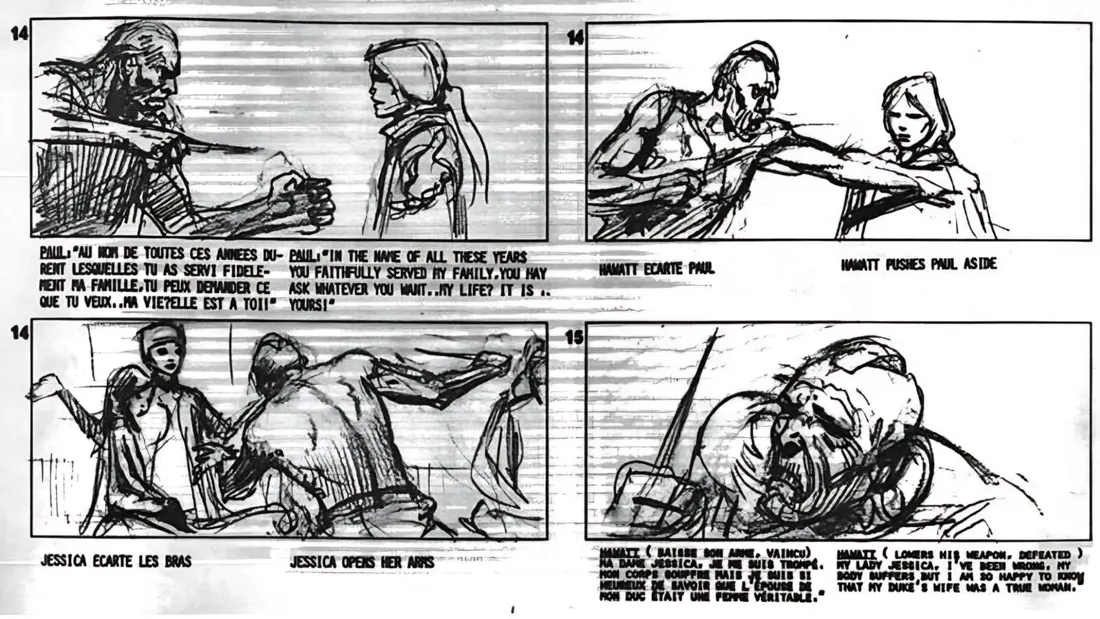 14
PAUL: "AU NOM DE TOUTES CES ANNEES DU-
RENT LESQUELLES TU AS SERVI FIDELE-
MENT MA FAMILLE,TU PEUX DEMANDER CE
QUE TU VEUX..MA VIE?ELLE EST A TOI!"
PAUL: "IN THE NAME OF ALL THESE YEARS
YOU FAITHFULLY SERVED MY FAMILY.YOU MAY
ASK WHATEVER YOU WANT..MY LIFE? IT IS ..
YOURS!"
14
HAWATT ECARTE PAUL
HAWATT PUSHES PAUL ASIDE
14
JESSICA ECARTE LES BRAS
JESSICA OPENS HER ARMS
15
HAWATT ( BAISSE SON ARME, VAINCU)
MA DAME JESSICA, JE ME SUIS TROMPÉ.
MON CORPS SOUFFRE MAIS JE SUIS SI
HEUREUX DE SAVOIR QUE L'ÉPOUSE DE
MON DUC ÉTAIT UNE FEMME VÉRITABLE."
HAWATT ( LOWERS HIS WEAPON, DEFEATED )
MY LADY JESSICA, I'VE BEEN WRONG. MY
BODY SUFFERS,BUT I AM SO HAPPY TO KNOW
THAT MY DUKE'S WIFE WAS A TRUE WOMAN."